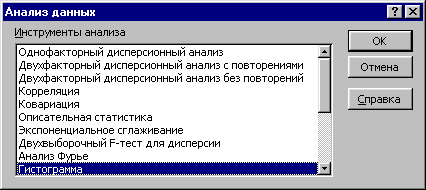 Анализ данных
Инструменты анализа
Однофакторный дисперсионный анализ
Двухфакторный дисперсионный анализ с повторениями
Двухфакторный дисперсионный анализ без повторений
Корреляция
Ковариация
Описательная статистика
Экспоненциальное сглаживание
Двухвыборочный F-тест для дисперсии
Анализ Фурье
Гистограмма
OK
Отмена
Справка